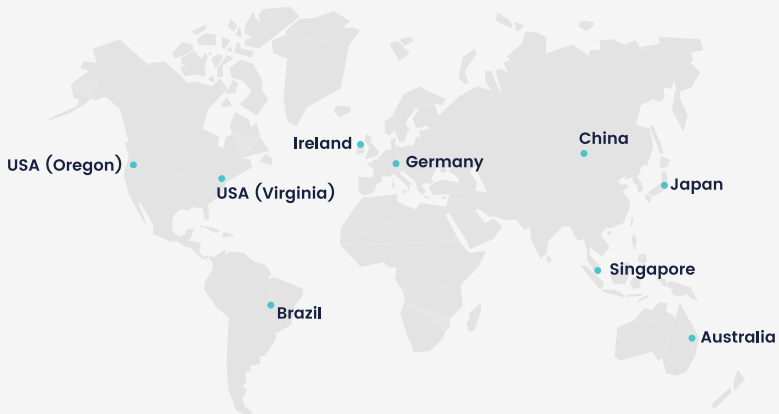 China
Ireland
Germany
USA (Oregon)
Japan
USA (Virginia)
Singapore
Brazil
Australia